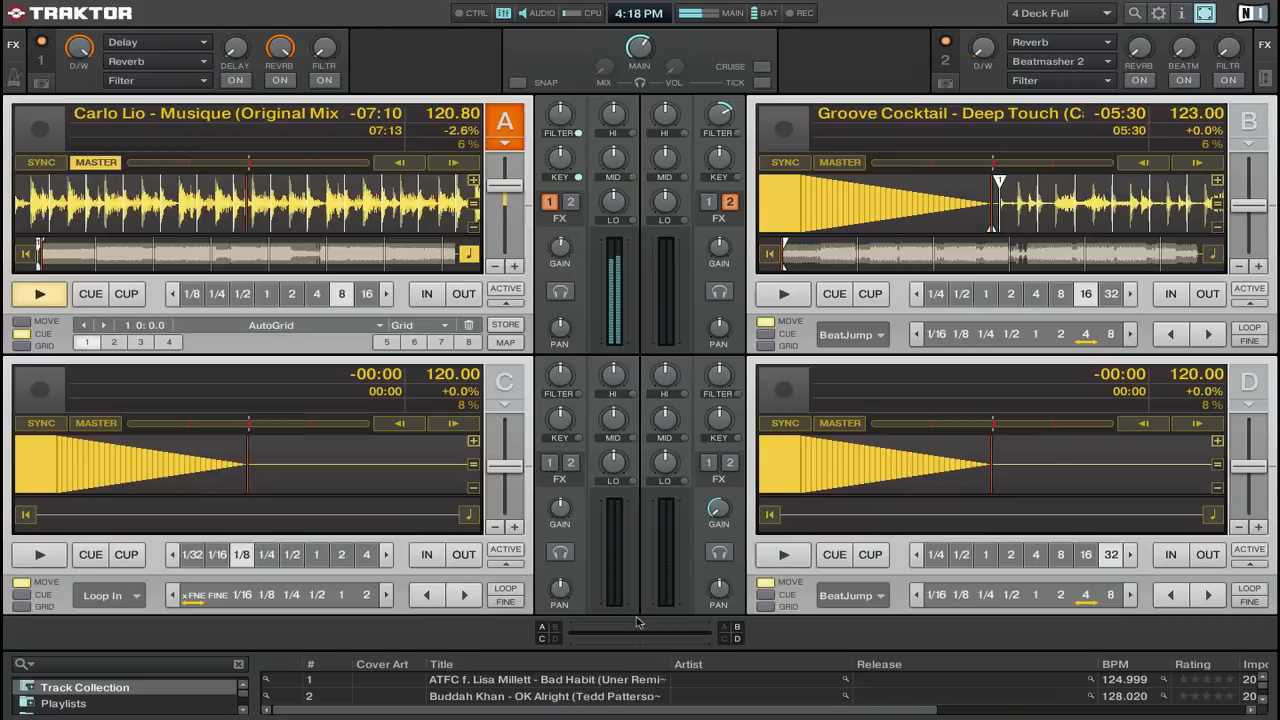 TRAKTOR
CTRL AUDIO CPU 4:18 PM MAIN BAT REC
4 Deck Full
FX
1
D/W
Delay
Reverb
Filter
DELAY REVRB FILTR
ON ON ON
MAIN
SNAP MIX VOL CRUISE
TICK
2
D/W
Reverb
Beatmasher 2
Filter
REVRB BEATM FILTR
ON ON ON
FX
Carlo Lio - Musique (Original Mix -07:10 120.80
07:13 -2.6%
6 %
A
SYNC MASTER
CUE CUP 1/8 1/4 1/2 1 2 4 8 16 IN OUT ACTIVE
MOVE
CUE
GRID
1 0: 0.0 AutoGrid Grid STORE
1 2 3 4 5 6 7 8 MAP
FILTER HI HI FILTER
KEY MID MID KEY
1 2 LO LO 1 2
FX FX
GAIN GAIN
PAN PAN
Groove Cocktail - Deep Touch (Ca -05:30 123.00
05:30 +0.0%
6 %
B
SYNC MASTER
1
CUE CUP 1/4 1/2 1 2 4 8 16 32 IN OUT ACTIVE
MOVE
CUE
GRID
BeatJump 1/16 1/8 1/4 1/2 1 2 4 8 LOOP
FINE
-00:00 120.00
00:00 +0.0%
8 %
C
SYNC MASTER
CUE CUP 1/32 1/16 1/8 1/4 1/2 1 2 4 IN OUT ACTIVE
MOVE
CUE
GRID
Loop In xFNE FINE 1/16 1/8 1/4 1/2 1 2 LOOP
FINE
FILTER HI HI FILTER
KEY MID MID KEY
1 2 LO LO 1 2
FX FX
GAIN GAIN
PAN PAN
-00:00 120.00
00:00 +0.0%
8 %
D
SYNC MASTER
CUE CUP 1/4 1/2 1 2 4 8 16 32 IN OUT ACTIVE
MOVE
CUE
GRID
BeatJump 1/16 1/8 1/4 1/2 1 2 4 8 LOOP
FINE
A B A B
C D C D
# Cover Art Title Artist Release BPM Rating Impo
Track Collection
Playlists
1 ATFC f. Lisa Millett - Bad Habit (Uner Remi~ 124.999 20
2 Buddah Khan - OK Alright (Tedd Patterso~ 128.020 20